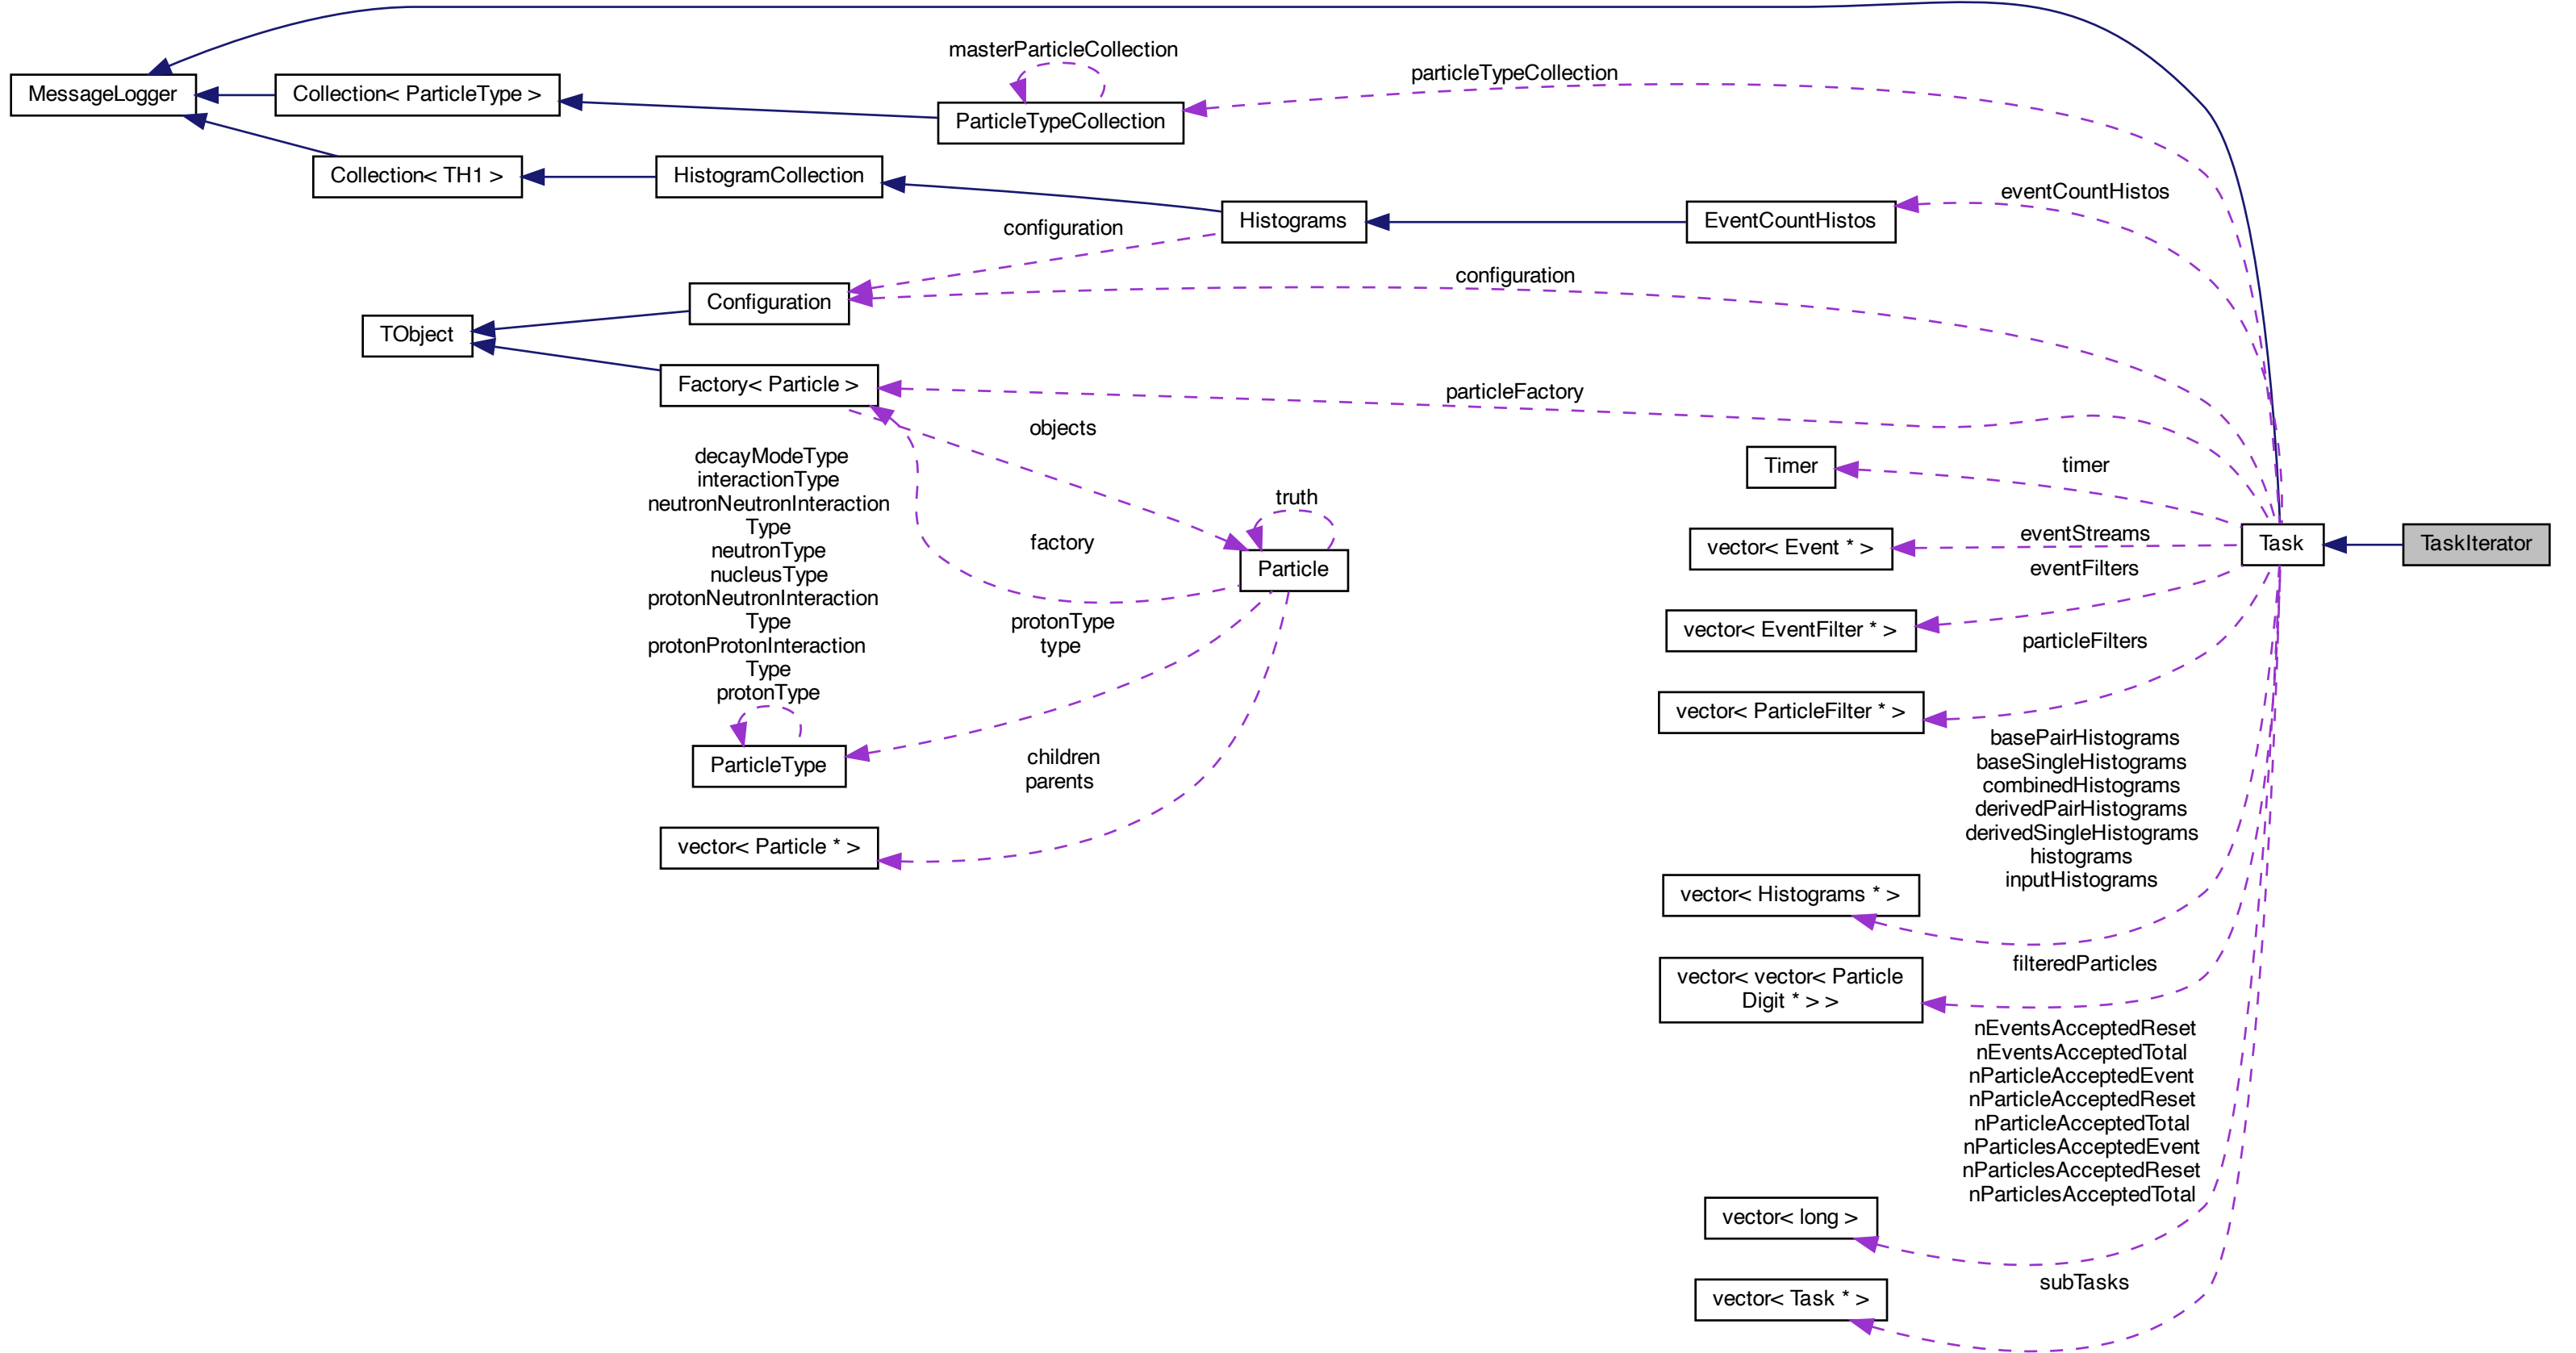 masterParticleCollection
particleTypeCollection
MessageLogger
Collection< ParticleType >
ParticleTypeCollection
Collection< TH1 >
HistogramCollection
eventCountHistos
configuration
Histograms
EventCountHistos
configuration
Configuration
TObject
Factory< Particle >
particleFactory
objects
decayModeType
interactionType
neutronNeutronInteraction
Type
neutronType
nucleusType
protonNeutronInteraction
Type
protonProtonInteraction
Type
protonType
truth
factory
Particle
protonType
type
ParticleType
children
parents
vector< Particle * >
Timer
timer
vector< Event * >
eventStreams
Task
TaskIterator
eventFilters
vector< EventFilter * >
particleFilters
vector< ParticleFilter * >
basePairHistograms
baseSingleHistograms
combinedHistograms
derivedPairHistograms
derivedSingleHistograms
histograms
inputHistograms
vector< Histograms * >
filteredParticles
vector< vector< Particle
Digit * > >
nEventsAcceptedReset
nEventsAcceptedTotal
nParticleAcceptedEvent
nParticleAcceptedReset
nParticleAcceptedTotal
nParticlesAcceptedEvent
nParticlesAcceptedReset
nParticlesAcceptedTotal
vector< long >
subTasks
vector< Task * >